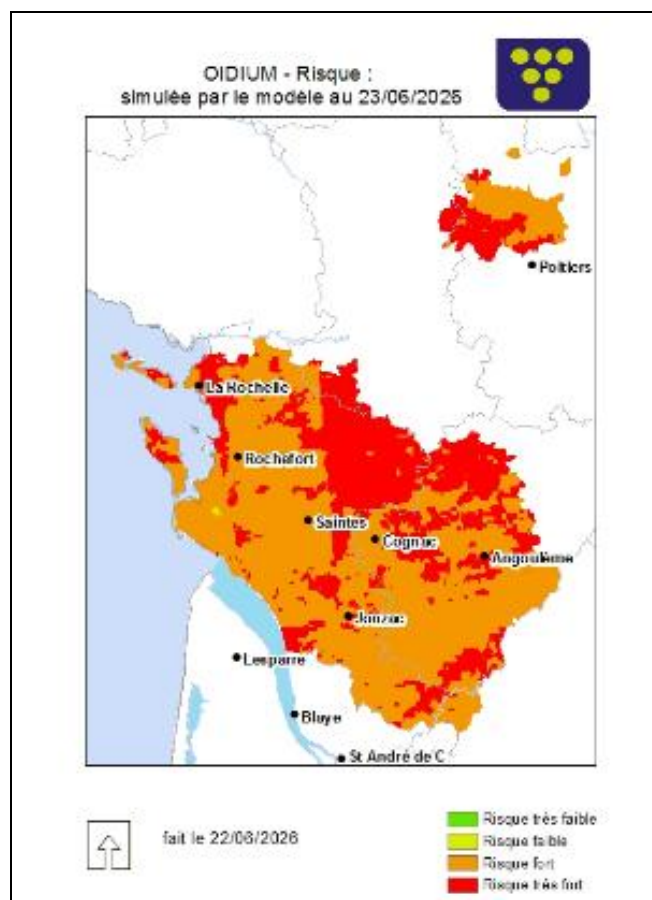 OIDIUM - Risque :
simulée par le modèle au 23/06/2026
Poitiers
La Rochelle
Rochefort
Saintes
Cognac
Angoulême
Jonzac
Lesparre
Blaye
St André de C
fait le 22/06/2026
Risque très faible
Risque faible
Risque fort
Risque très fort